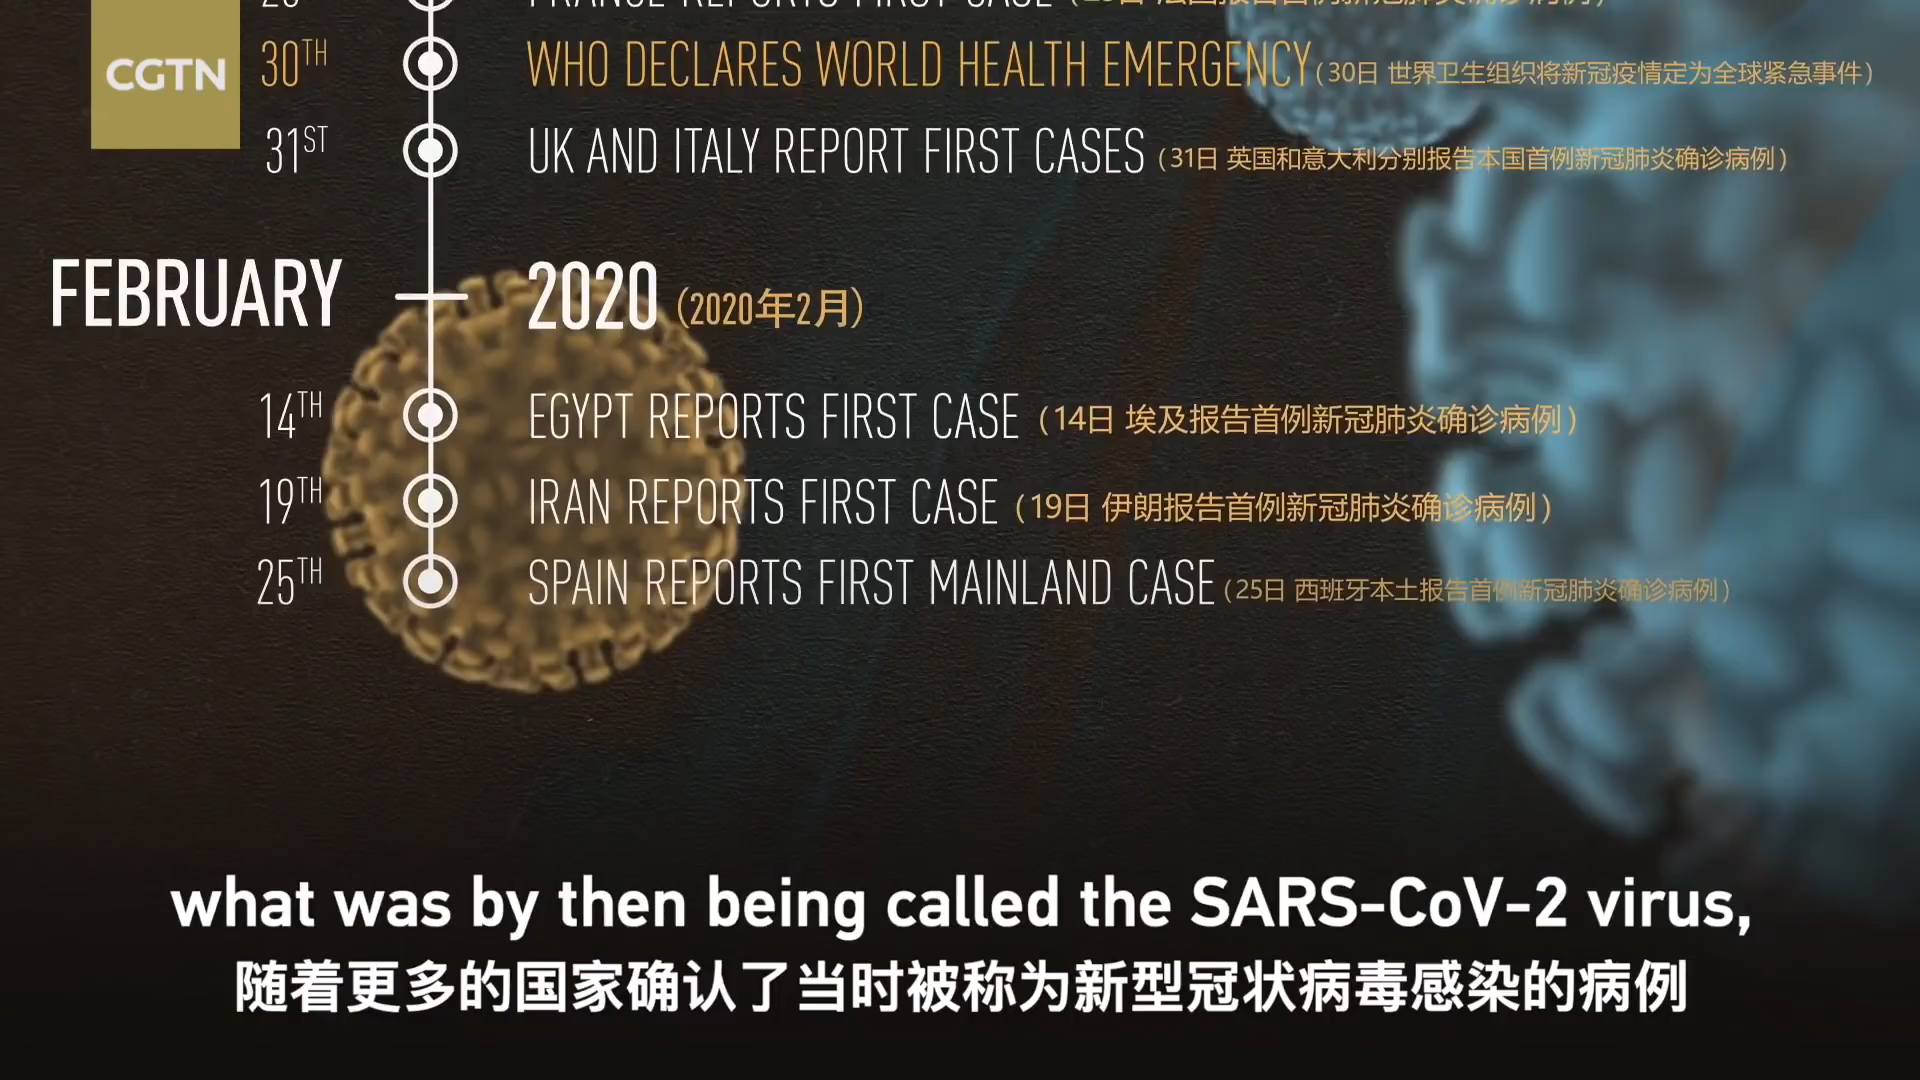 FRANCE REPORTS FIRST CASE
CGTN
30TH WHO DECLARES WORLD HEALTH EMERGENCY (30日 世界卫生组织将新冠疫情定为全球紧急事件)
31ST UK AND ITALY REPORT FIRST CASES (31日 英国和意大利分别报告本国首例新冠肺炎确诊病例)
FEBRUARY 2020 (2020年2月)
14TH EGYPT REPORTS FIRST CASE (14日 埃及报告首例新冠肺炎确诊病例)
19TH IRAN REPORTS FIRST CASE (19日 伊朗报告首例新冠肺炎确诊病例)
25TH SPAIN REPORTS FIRST MAINLAND CASE (25日 西班牙本土报告首例新冠肺炎确诊病例)
what was by then being called the SARS-CoV-2 virus,
随着更多的国家确认了当时被称为新型冠状病毒感染的病例